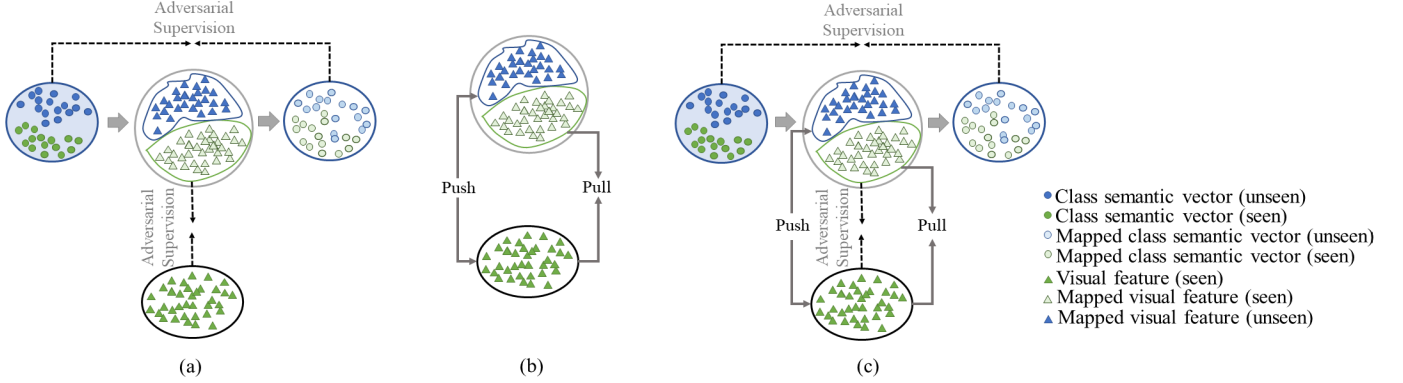 Adversarial
Supervision
Adversarial
Supervision
(a)
Push
Pull
(b)
Adversarial
Supervision
Push
Adversarial
Supervision
Pull
(c)
Class semantic vector (unseen)
Class semantic vector (seen)
Mapped class semantic vector (unseen)
Mapped class semantic vector (seen)
Visual feature (seen)
Mapped visual feature (seen)
Mapped visual feature (unseen)